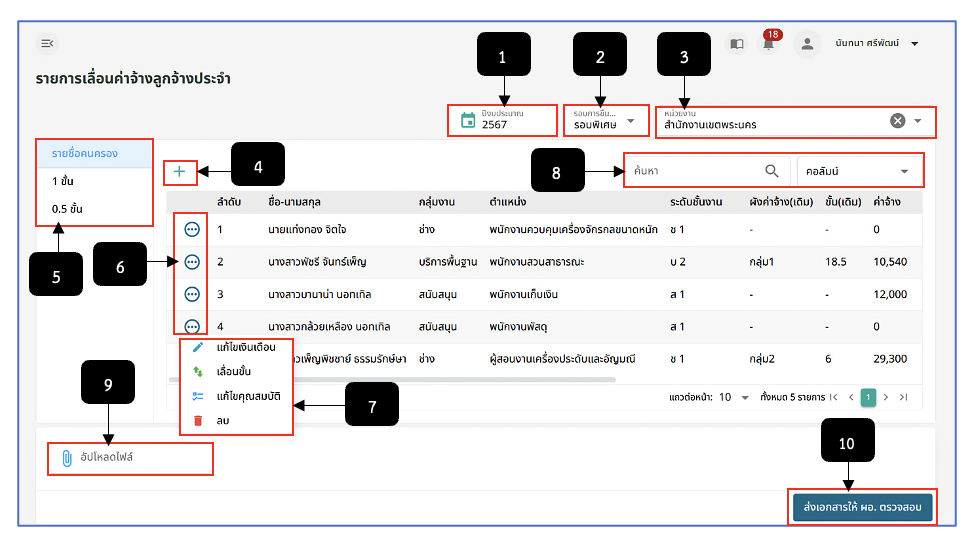 18
นันทนา ศรีพัฒน์
รายการเลื่อนค่าจ้างลูกจ้างประจำ
1
2
3
ปีงบประมาณ
2567
รอบการขึ้น...
รอบพิเศษ
หน่วยงาน
สำนักงานเขตพระนคร
รายชื่อคนครอง
1 ขั้น
0.5 ขั้น
4
8
ค้นหา
คอลัมน์
ลำดับ ชื่อ-นามสกุล กลุ่มงาน ตำแหน่ง ระดับชั้นงาน ผังค่าจ้าง(เดิม) ขั้น(เดิม) ค่าจ้าง
1 นายแท่งทอง จิตใจ ช่าง พนักงานควบคุมเครื่องจักรกลขนาดหนัก ช 1 - - 0
2 นางสาวพัชรี จันทร์เพ็ญ บริการพื้นฐาน พนักงานสวนสาธารณะ บ 2 กลุ่ม1 18.5 10,540
3 นางสาวบานาน่า นอกเทิล สนับสนุน พนักงานเก็บเงิน ส 1 - - 12,000
4 นางสาวกล้วยเหลือง นอกเทิล สนับสนุน พนักงานพัสดุ ส 1 - - 0
วเพ็ญพิชชาย์ ธรรมรักษ์ษา ช่าง ผู้สอนงานเครื่องประดับและอัญมณี ช 1 กลุ่ม2 6 29,300
5
6
แก้ไขเงินเดือน
เลื่อนขั้น
แก้ไขคุณสมบัติ
ลบ
7
แถวต่อหน้า: 10 ทั้งหมด 5 รายการ 1
9
อัปโหลดไฟล์
10
ส่งเอกสารให้ ผอ. ตรวจสอบ